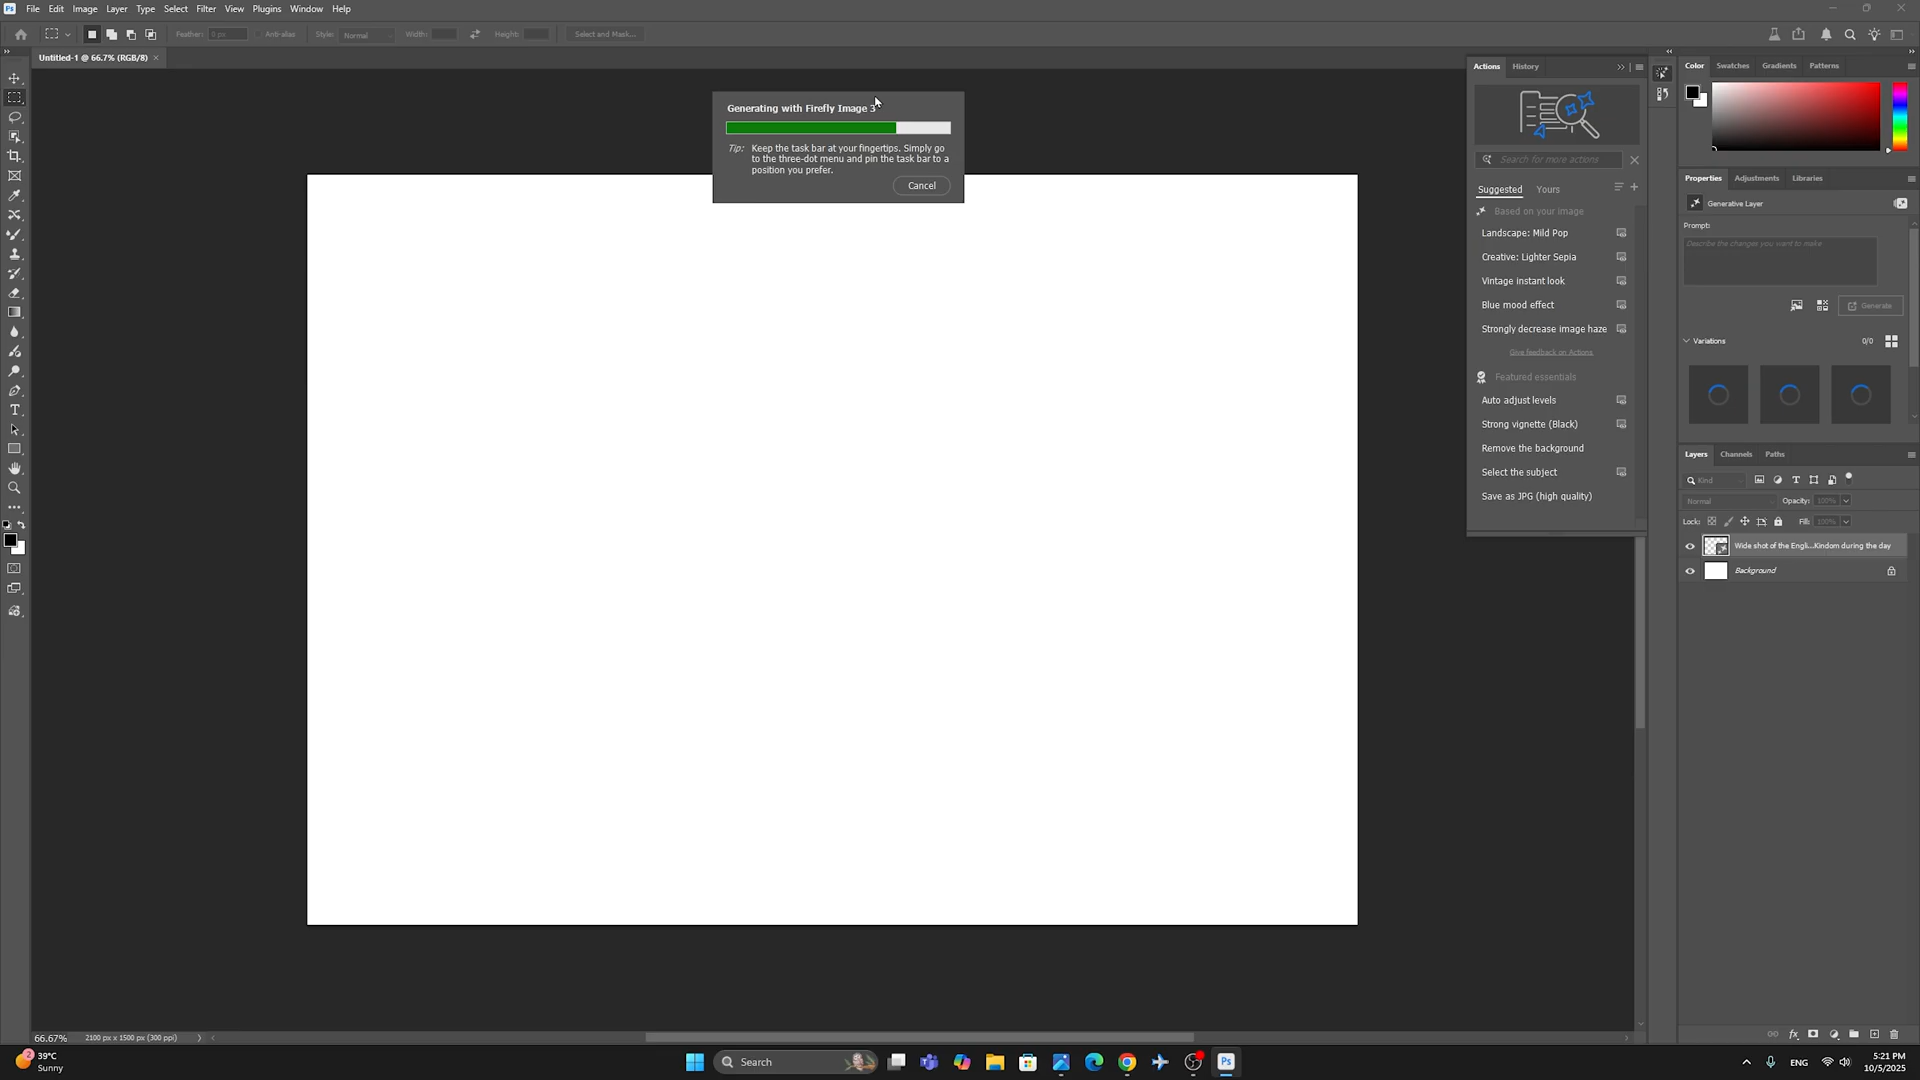 Ps File Edit Image Layer Type Select Filter View Plugins Window Help
Feather: 0 px Anti-alias Style: Normal Width: Height: Select and Mask...
Untitled-1 @ 66.7% (RGB/8)
Generating with Firefly Image 3
Tip: Keep the task bar at your fingertips. Simply go
to the three-dot menu and pin the task bar to a
position you prefer.
Cancel
Actions History
Search for more actions
Suggested Yours
Based on your image
Landscape: Mild Pop
Creative: Lighter Sepia
Vintage instant look
Blue mood effect
Strongly decrease image haze
Give feedback on Actions
Featured essentials
Auto adjust levels
Strong vignette (Black)
Remove the background
Select the subject
Save as JPG (high quality)
Color Swatches Gradients Patterns
Properties Adjustments Libraries
Generative Layer
Prompt:
Describe the changes you want to make
Generate
Variations 0/0
Layers Channels Paths
Kind
Normal Opacity: 100%
Lock: Fill: 100%
Wide shot of the Engli...Kindom during the day
Background
66.67% 2100 px x 1500 px (300 ppi)
2
39°C
Sunny
Search
Ps
ENG
5:21 PM
10/5/2025